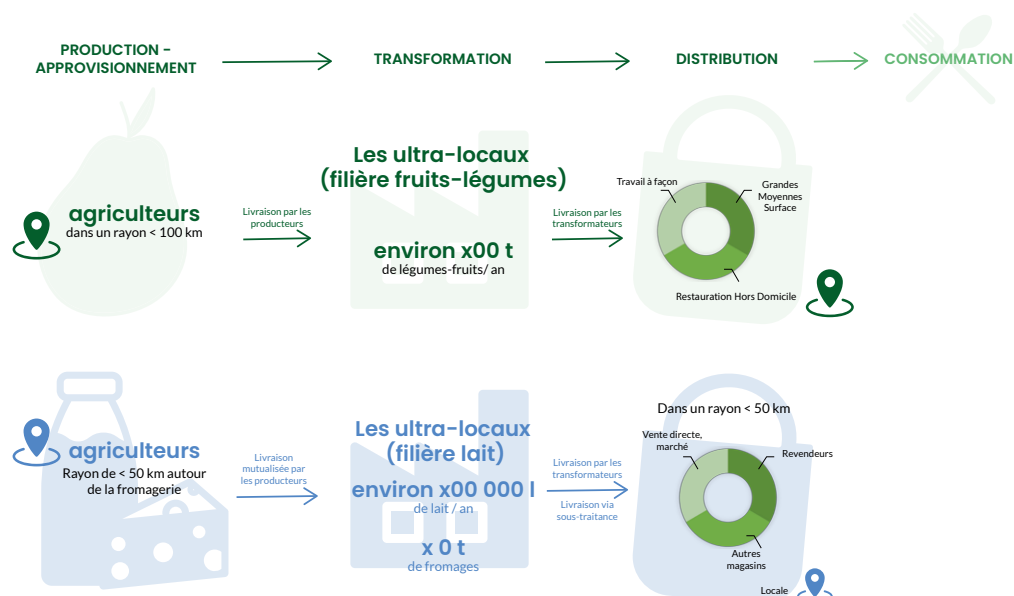 PRODUCTION -
APPROVISIONNEMENT
TRANSFORMATION
DISTRIBUTION
CONSOMMATION
agriculteurs
dans un rayon < 100 km
Livraison par les
producteurs
Les ultra-locaux
(filière fruits-légumes)
environ x00 t
de légumes-fruits/ an
Livraison par les
transformateurs
Travail à façon
Grandes
Moyennes
Surface
Restauration Hors Domicile
agriculteurs
Rayon de < 50 km autour
de la fromagerie
Livraison
mutualisée par
les producteurs
Les ultra-locaux
(filière lait)
environ x00 000 l
de lait / an
x 0 t
de fromages
Livraison par les
transformateurs
Livraison via
sous-traitance
Dans un rayon < 50 km
Vente directe,
marché
Revendeurs
Autres
magasins
Locale